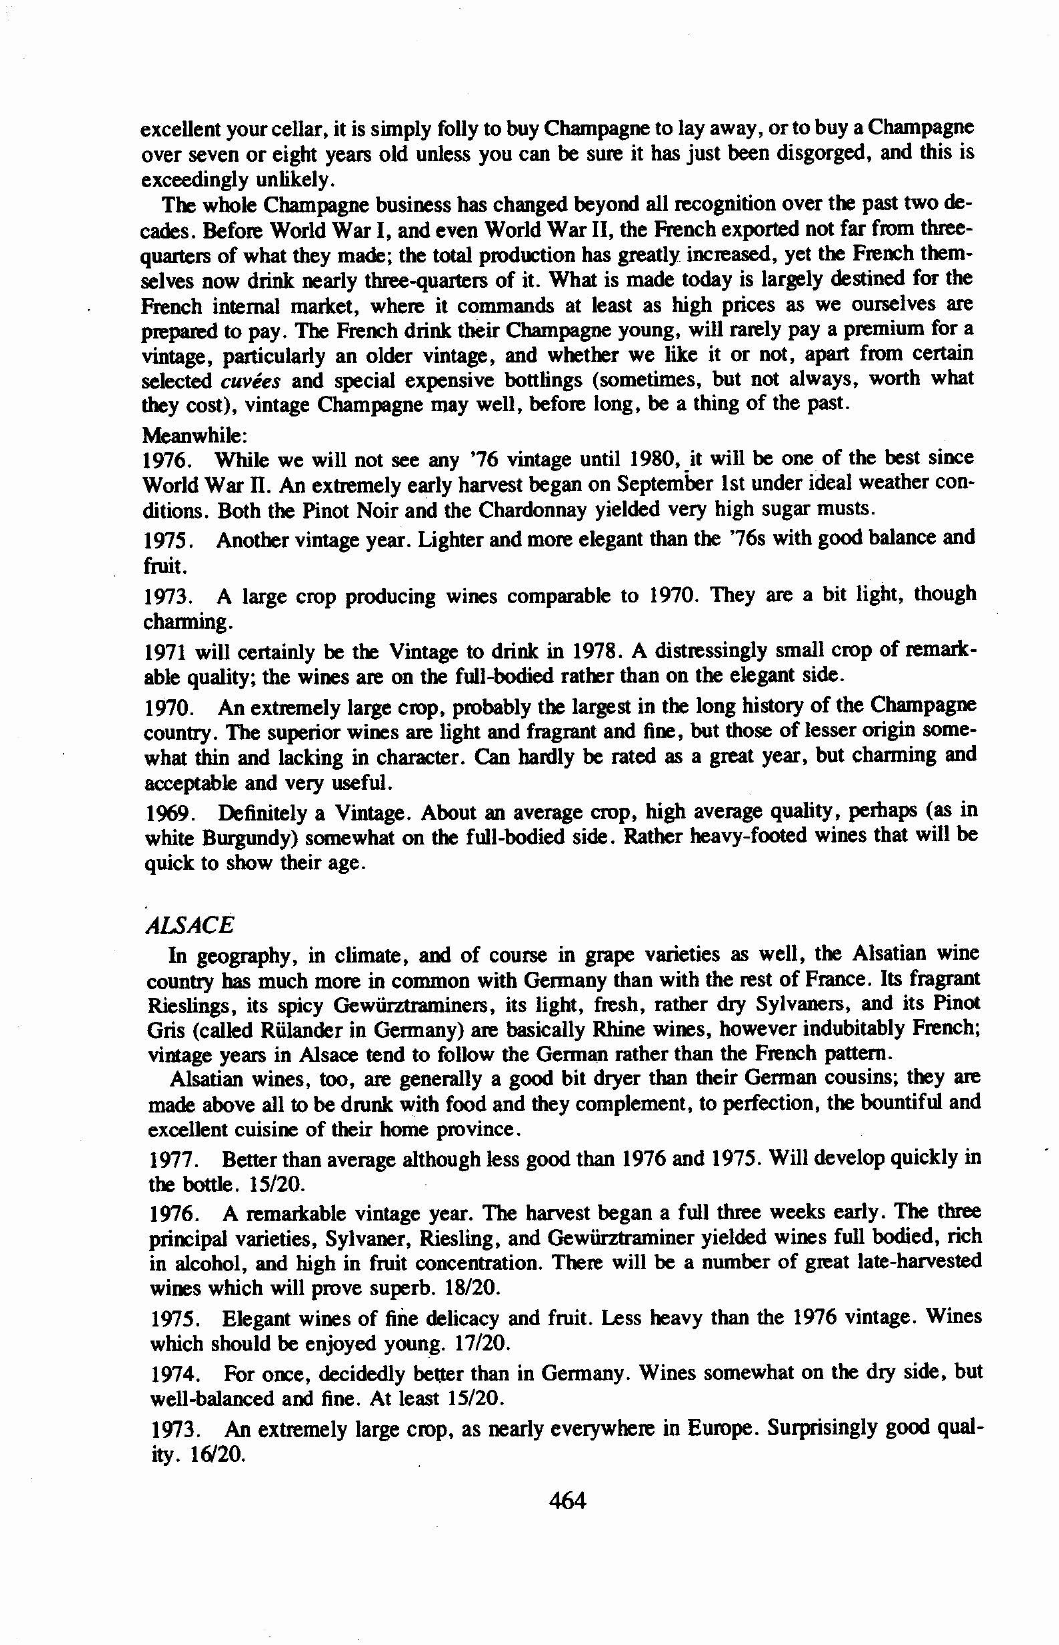 excellent your cellar, it is simply folly to buy Champagne to lay away, or to buy a Champagne
over seven or eight years old unless you can be sure it has just been disgorged, and this is
exceedingly unlikely.
The whole Champagne business has changed beyond all recognition over the past two de-
cades. Before World War I, and even World War II, the French exported not far from three-
quarters of what they made; the total production has greatly increased, yet the French them-
selves now drink nearly three-quarters of it. What is made today is largely destined for the
French internal market, where it commands at least as high prices as we ourselves are
prepared to pay. The French drink their Champagne young, will rarely pay a premium for a
vintage, particularly an older vintage, and whether we like it or not, apart from certain
selected cuvées and special expensive bottlings (sometimes, but not always, worth what
they cost), vintage Champagne may well, before long, be a thing of the past.
Meanwhile:
1976. While we will not see any '76 vintage until 1980, it will be one of the best since
World War II. An extremely early harvest began on September 1st under ideal weather con-
ditions. Both the Pinot Noir and the Chardonnay yielded very high sugar musts.
1975. Another vintage year. Lighter and more elegant than the '76s with good balance and
fruit.
1973. A large crop producing wines comparable to 1970. They are a bit light, though
charming.
1971 will certainly be the Vintage to drink in 1978. A distressingly small crop of remark-
able quality; the wines are on the full-bodied rather than on the elegant side.
1970. An extremely large crop, probably the largest in the long history of the Champagne
country. The superior wines are light and fragrant and fine, but those of lesser origin some-
what thin and lacking in character. Can hardly be rated as a great year, but charming and
acceptable and very useful.
1969. Definitely a Vintage. About an average crop, high average quality, perhaps (as in
white Burgundy) somewhat on the full-bodied side. Rather heavy-footed wines that will be
quick to show their age.
ALSACE
In geography, in climate, and of course in grape varieties as well, the Alsatian wine
country has much more in common with Germany than with the rest of France. Its fragrant
Rieslings, its spicy Gewürztraminers, its light, fresh, rather dry Sylvaners, and its Pinot
Gris (called Rülander in Germany) are basically Rhine wines, however indubitably French;
vintage years in Alsace tend to follow the German rather than the French pattern.
Alsatian wines, too, are generally a good bit dryer than their German cousins; they are
made above all to be drunk with food and they complement, to perfection, the bountiful and
excellent cuisine of their home province.
1977. Better than average although less good than 1976 and 1975. Will develop quickly in
the bottle. 15/20.
1976. A remarkable vintage year. The harvest began a full three weeks early. The three
principal varieties, Sylvaner, Riesling, and Gewürztraminer yielded wines full bodied, rich
in alcohol, and high in fruit concentration. There will be a number of great late-harvested
wines which will prove superb. 18/20.
1975. Elegant wines of fine delicacy and fruit. Less heavy than the 1976 vintage. Wines
which should be enjoyed young. 17/20.
1974. For once, decidedly better than in Germany. Wines somewhat on the dry side, but
well-balanced and fine. At least 15/20.
1973. An extremely large crop, as nearly everywhere in Europe. Surprisingly good qual-
ity. 16/20.
464